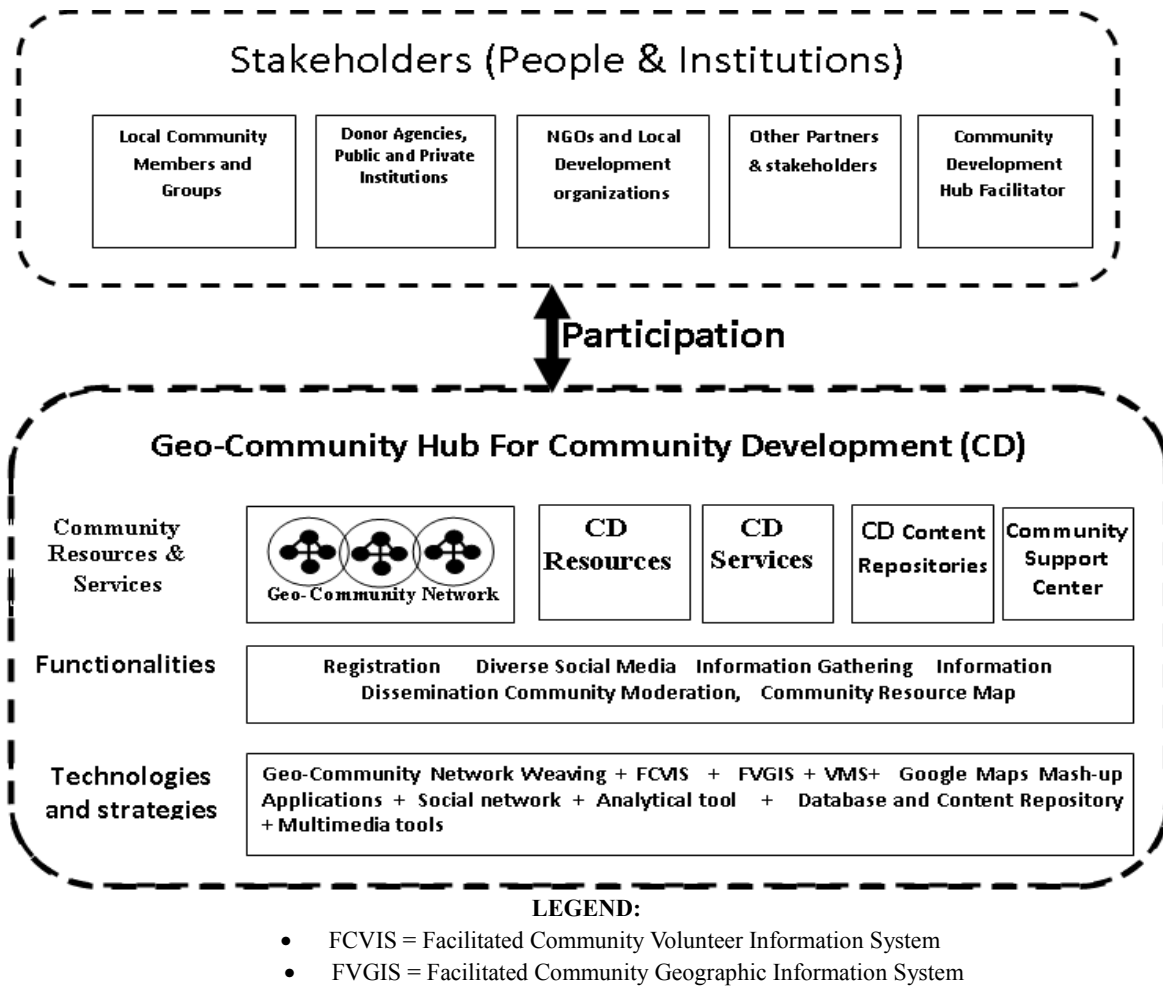 Stakeholders (People & Institutions)
Local Community
Members and
Groups
Donor Agencies,
Public and Private
Institutions
NGOs and Local
Development
organizations
Other Partners
& stakeholders
Community
Development
Hub Facilitator
Participation
Geo-Community Hub For Community Development (CD)
Community
Resources &
Services
Geo-Community Network
CD
Resources
CD
Services
CD Content
Repositories
Community
Support
Center
Functionalities
Registration Diverse Social Media Information Gathering Information
Dissemination Community Moderation, Community Resource Map
Technologies
and strategies
Geo-Community Network Weaving + FCVIS + FVGIS + VMS+ Google Maps Mash-up
Applications + Social network + Analytical tool + Database and Content Repository
+ Multimedia tools
LEGEND:
• FCVIS = Facilitated Community Volunteer Information System
• FVGIS = Facilitated Community Geographic Information System